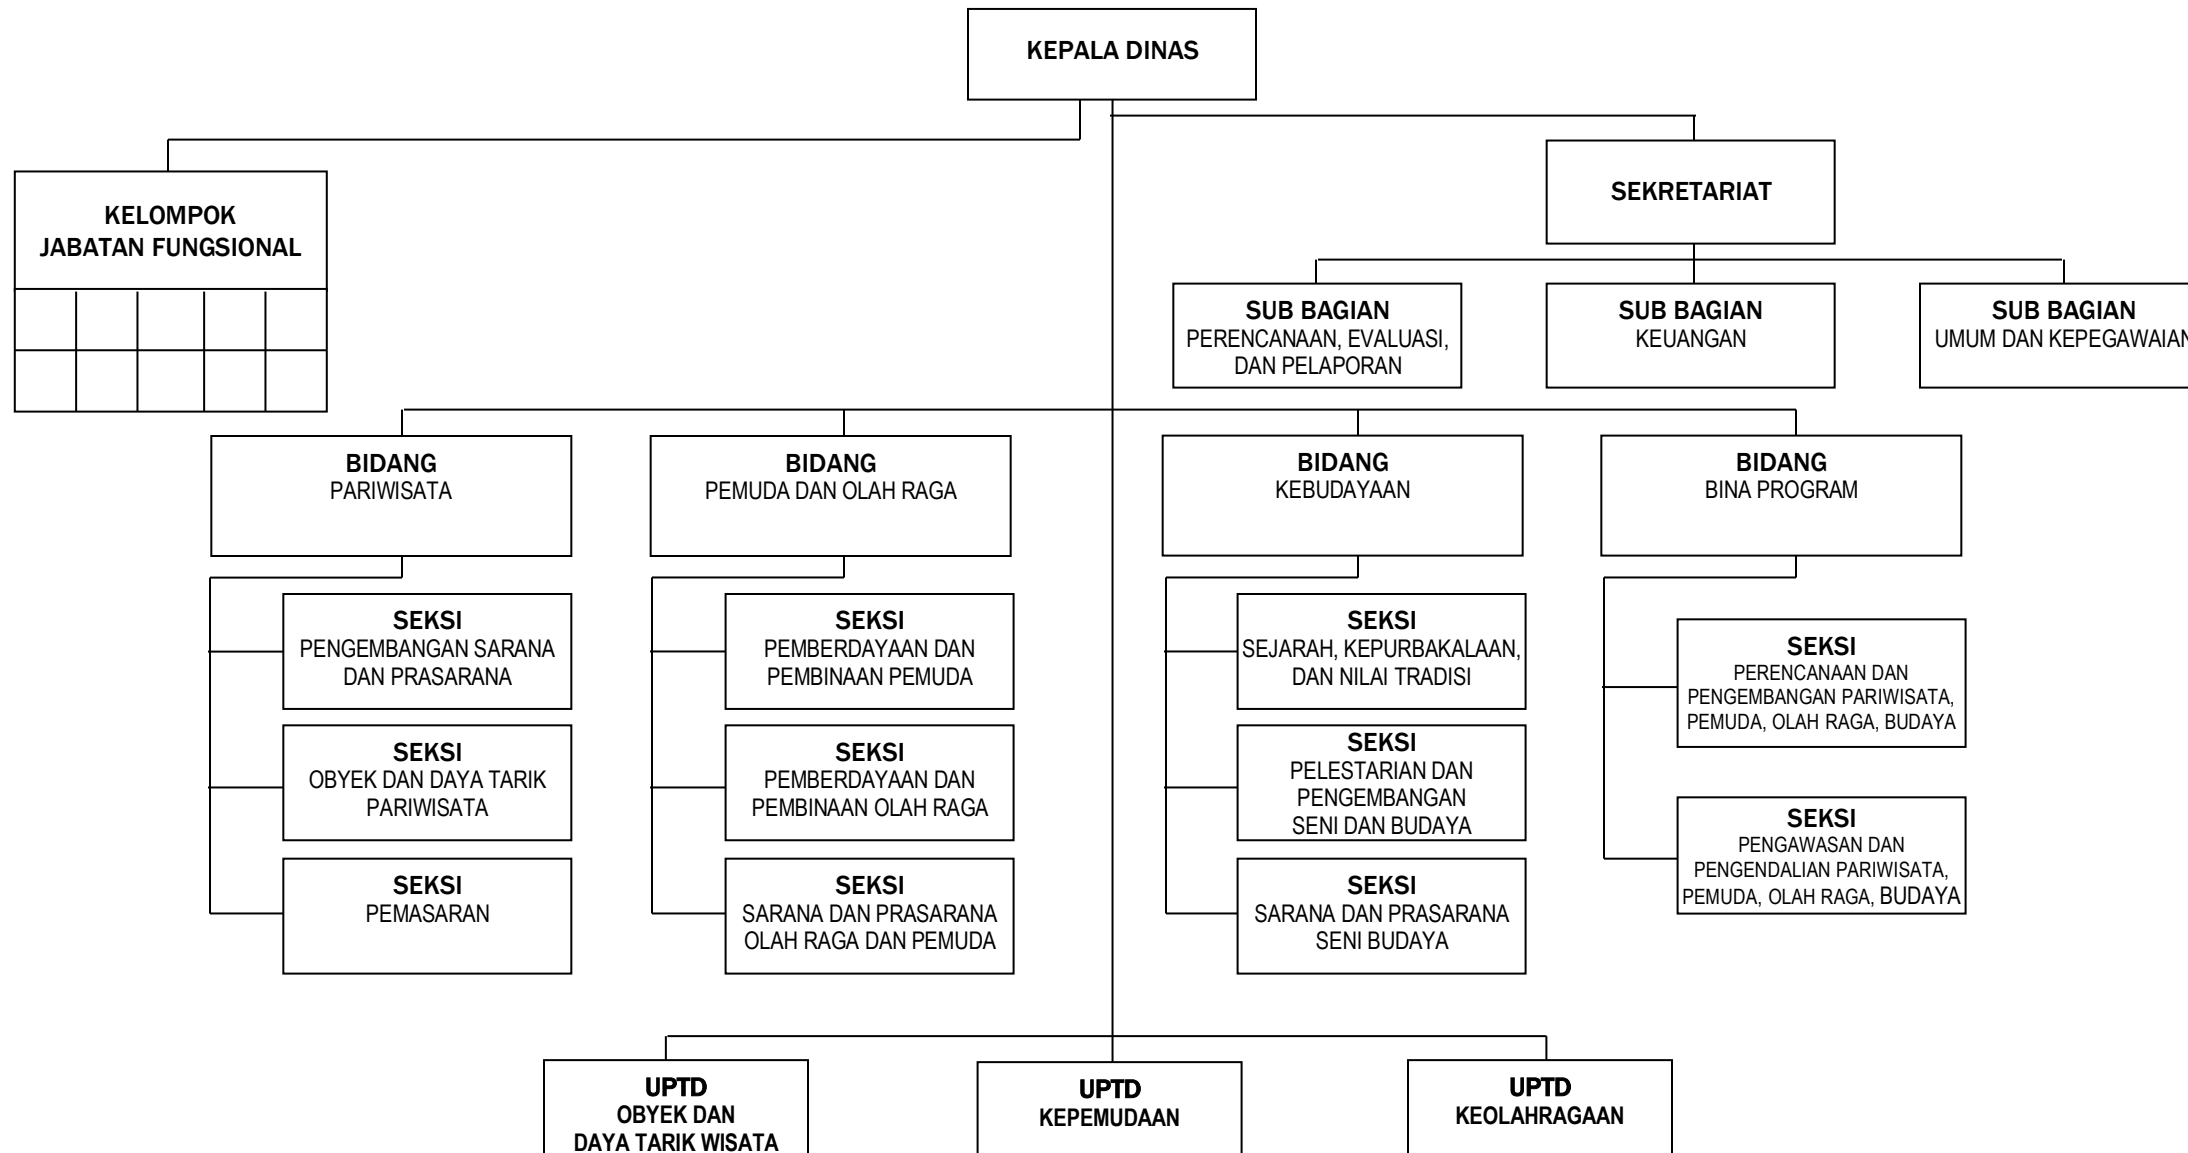 KEPALA DINAS
KELOMPOK
JABATAN FUNGSIONAL
SEKRETARIAT
SUB BAGIAN
PERENCANAAN, EVALUASI,
DAN PELAPORAN
SUB BAGIAN
KEUANGAN
SUB BAGIAN
UMUM DAN KEPEGAWAIAN
BIDANG
PARIWISATA
BIDANG
PEMUDA DAN OLAH RAGA
BIDANG
KEBUDAYAAN
BIDANG
BINA PROGRAM
SEKSI
PENGEMBANGAN SARANA
DAN PRASARANA
SEKSI
OBYEK DAN DAYA TARIK
PARIWISATA
SEKSI
PEMASARAN
SEKSI
PEMBERDAYAAN DAN
PEMBINAAN PEMUDA
SEKSI
PEMBERDAYAAN DAN
PEMBINAAN OLAH RAGA
SEKSI
SARANA DAN PRASARANA
OLAH RAGA DAN PEMUDA
SEKSI
SEJARAH, KEPURBAKALAAN,
DAN NILAI TRADISI
SEKSI
PELESTARIAN DAN
PENGEMBANGAN
SENI DAN BUDAYA
SEKSI
SARANA DAN PRASARANA
SENI BUDAYA
SEKSI
PERENCANAAN DAN
PENGEMBANGAN PARIWISATA,
PEMUDA, OLAH RAGA, BUDAYA
SEKSI
PENGAWASAN DAN
PENGENDALIAN PARIWISATA,
PEMUDA, OLAH RAGA, BUDAYA
UPTD
OBYEK DAN
DAYA TARIK WISATA
UPTD
KEPEMUDAAN
UPTD
KEOLAHRAGAAN